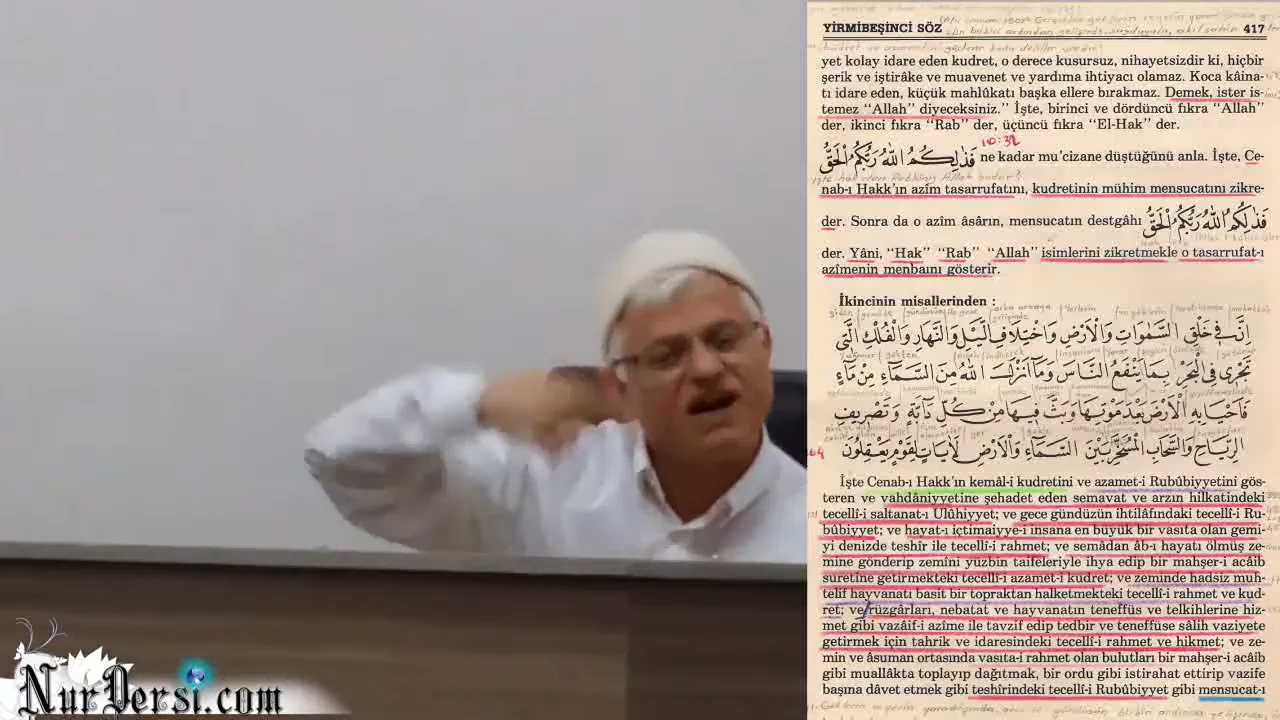 YİRMİBEŞİNCİ SÖZ 417
yet kolay idare eden kudret, o derece kusursuz, nihayetsizdir ki, hiçbir
şerik ve iştirâke ve muavenet ve yardıma ihtiyacı olamaz. Koca kâina-
tı idare eden, küçük mahlûkatı başka ellere bırakmaz. Demek, ister is-
temez "Allah" diyeceksiniz." İşte, birinci ve dördüncü fıkra "Allah"
der, ikinci fıkra "Rab" der, üçüncü fıkra "El-Hak" der.
10:32
فَذٰلِكُمُ اللّٰهُ رَبُّكُمُ الْحَقُّ ne kadar mu'cizane düştüğünü anla. İşte, Ce-
nab-ı Hakk'ın azîm tasarrufatını, kudretinin mühim mensucatını zikre-
der. Sonra da o azîm âsârın, mensucatın destgâhı فَذٰلِكُمُ اللّٰهُ رَبُّكُمُ الْحَقُّ
der. Yâni, "Hak" "Rab" "Allah" isimlerini zikretmekle o tasarrufat-ı
azîmenin menbaını gösterir.
İkincinin misallerinden :
اِنَّ فِى خَلْقِ السَّمٰوَاتِ وَالْاَرْضِ وَاخْتِلَافِ الَّيْلِ وَالنَّهَارِ وَالْفُلْكِ الَّتِى
تَجْرِى فِى الْبَحْرِ بِمَا يَنْفَعُ النَّاسَ وَمَا اَنْزَلَ اللّٰهُ مِنَ السَّمَاءِ مِنْ مَاءٍ
فَاَحْيَا بِهِ الْاَرْضَ بَعْدَ مَوْتِهَا وَبَثَّ فِيهَا مِنْ كُلِّ دَابَّةٍ وَتَصْرِيفِ
الرِّيَاحِ وَالسَّحَابِ الْمُسَخَّرِ بَيْنَ السَّمَاءِ وَالْاَرْضِ لَاٰيَاتٍ لِقَوْمٍ يَعْقِلُونَ
İşte Cenab-ı Hakk'ın kemâl-i kudretini ve azamet-i Rubûbiyyetini gös-
teren ve vahdâniyyetine şehadet eden semavat ve arzın hilkatindeki
tecellî-i saltanat-ı Ulûhiyyet; ve gece gündüzün ihtilâfındaki tecellî-i Ru-
bûbiyyet; ve hayat-ı içtimaiyye-i insana en büyük bir vasıta olan gemi-
yi denizde teshîr ile tecellî-i rahmet; ve semâdan âb-ı hayatı ölmüş ze-
mine gönderip zemîni yüzbin taifeleriyle ihya edip bir mahşer-i acâib
suretine getirmekteki tecellî-i azamet-i kudret; ve zeminde hadsiz muh-
telif hayvanatı basit bir topraktan halketmekteki tecellî-i rahmet ve kud-
ret; ve rüzgârları, nebatat ve hayvanatın teneffüs ve telkihlerine hiz-
met gibi vazâif-i azîme ile tavzif edip tedbir ve teneffüse sâlih vaziyete
getirmek için tahrik ve idaresindeki tecellî-i rahmet ve hikmet; ve ze-
min ve âsuman ortasında vasıta-i rahmet olan bulutları bir mahşer-i acâib
gibi muallâkta toplayıp dağıtmak, bir ordu gibi istirahat ettirip vazife
başına dâvet etmek gibi teshîrindeki tecellî-i Rubûbiyyet gibi mensucat-ı
NurDersi.com